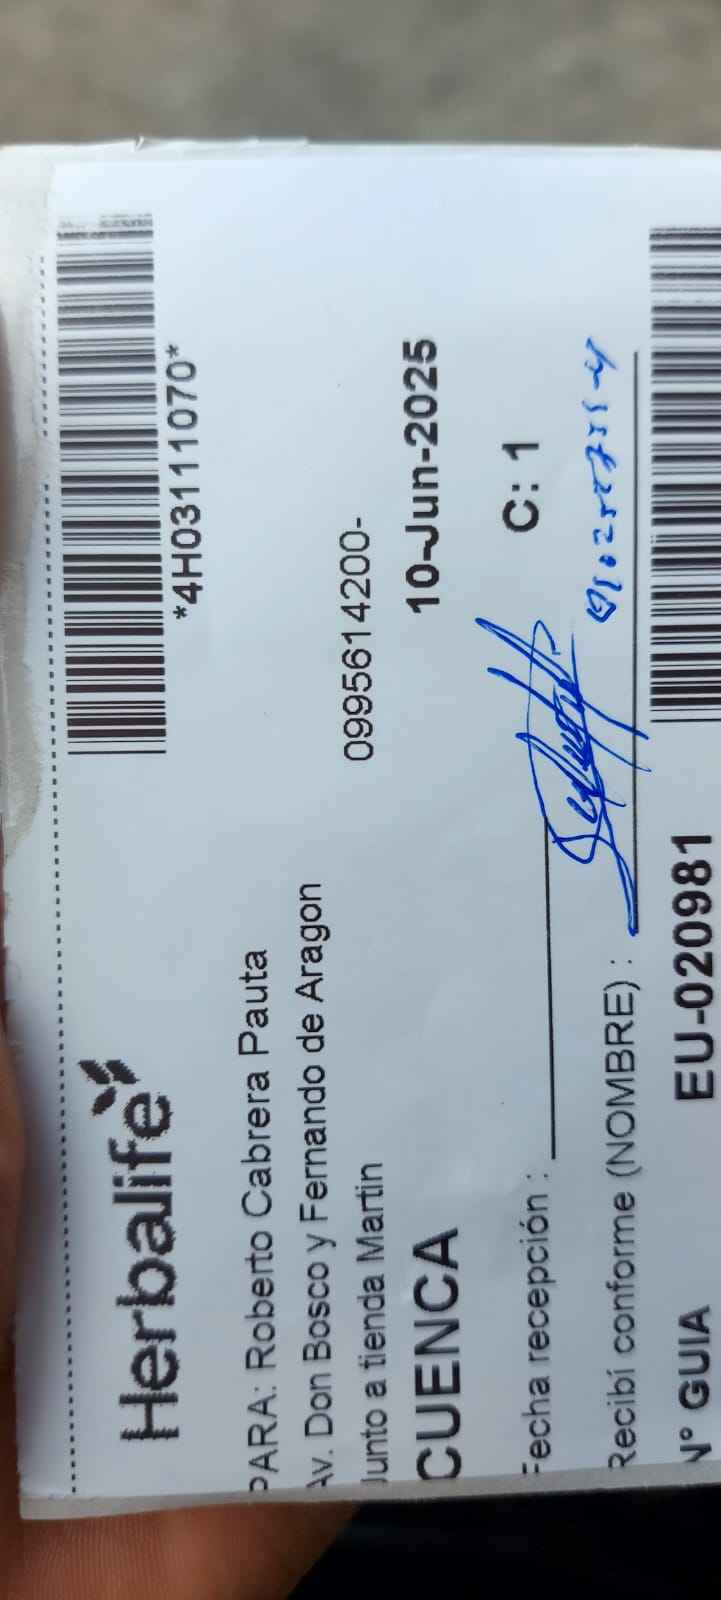 *4H03111070*
Herbalife
PARA: Roberto Cabrera Pauta
Av. Don Bosco y Fernando de Aragon
Junto a tienda Martin
0995614200-
CUENCA 10-Jun-2025
Fecha recepción : C: 1
Recibí conforme (NOMBRE) :
N° GUIA EU-020981